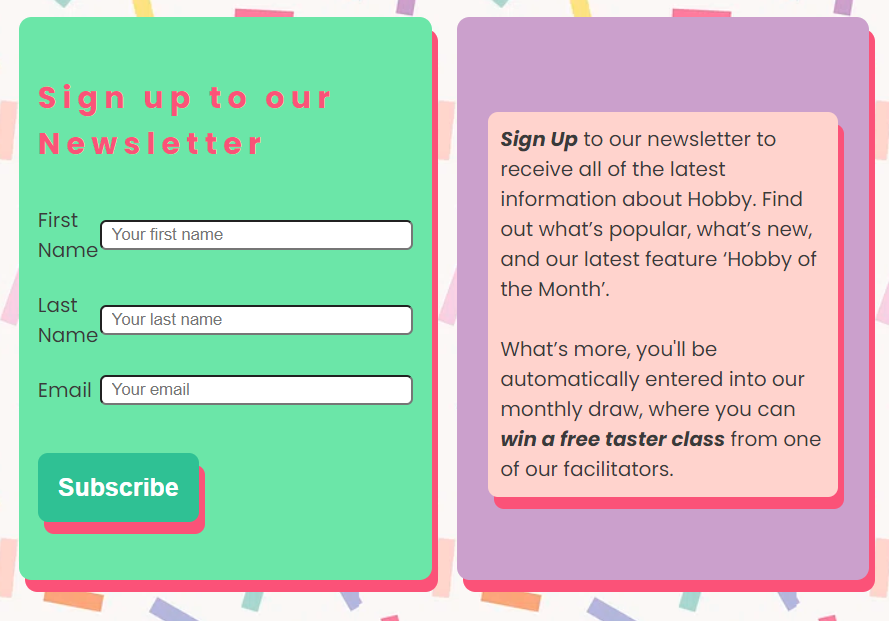 Sign up to our
Newsletter
First
Name
Your first name
Last
Name
Your last name
Email
Your email
Subscribe
Sign Up to our newsletter to
receive all of the latest
information about Hobby. Find
out what’s popular, what’s new,
and our latest feature ‘Hobby of
the Month’.
What’s more, you'll be
automatically entered into our
monthly draw, where you can
win a free taster class from one
of our facilitators.